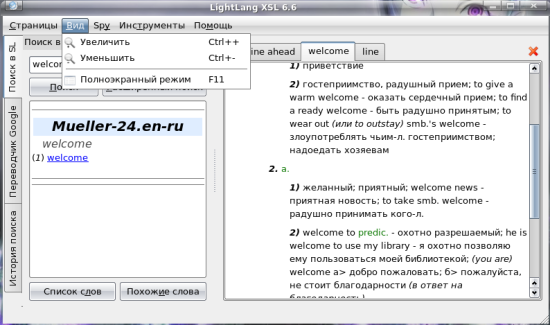 LightLang XSL 6.6
Страницы Вид Spy Инструменты Помощь
Увеличить Ctrl++
Уменьшить Ctrl+-
Полноэкранный режим F11
Поиск в SL
Переводчик Google
История поиска
Поиск в
welco
Поиск
Mueller-24.en-ru
welcome
(1) welcome
Список слов Похожие слова
ine ahead welcome line
1) приветствие
2) гостеприимство, радушный прием; to give a
warm welcome - оказать сердечный прием; to find
a ready welcome - быть радушно принятым; to
wear out (или to outstay) smb.'s welcome -
злоупотреблять чьим-л. гостеприимством;
надоедать хозяевам
2. a.
1) желанный; приятный; welcome news -
приятная новость; to take smb. welcome -
радушно принимать кого-л.
2) welcome to predic. - охотно разрешаемый; he is
welcome to use my library - я охотно позволяю
ему пользоваться моей библиотекой; (you are)
welcome а> добро пожаловать; б> пожалуйста,
не стоит благодарности (в ответ на
благодарность)